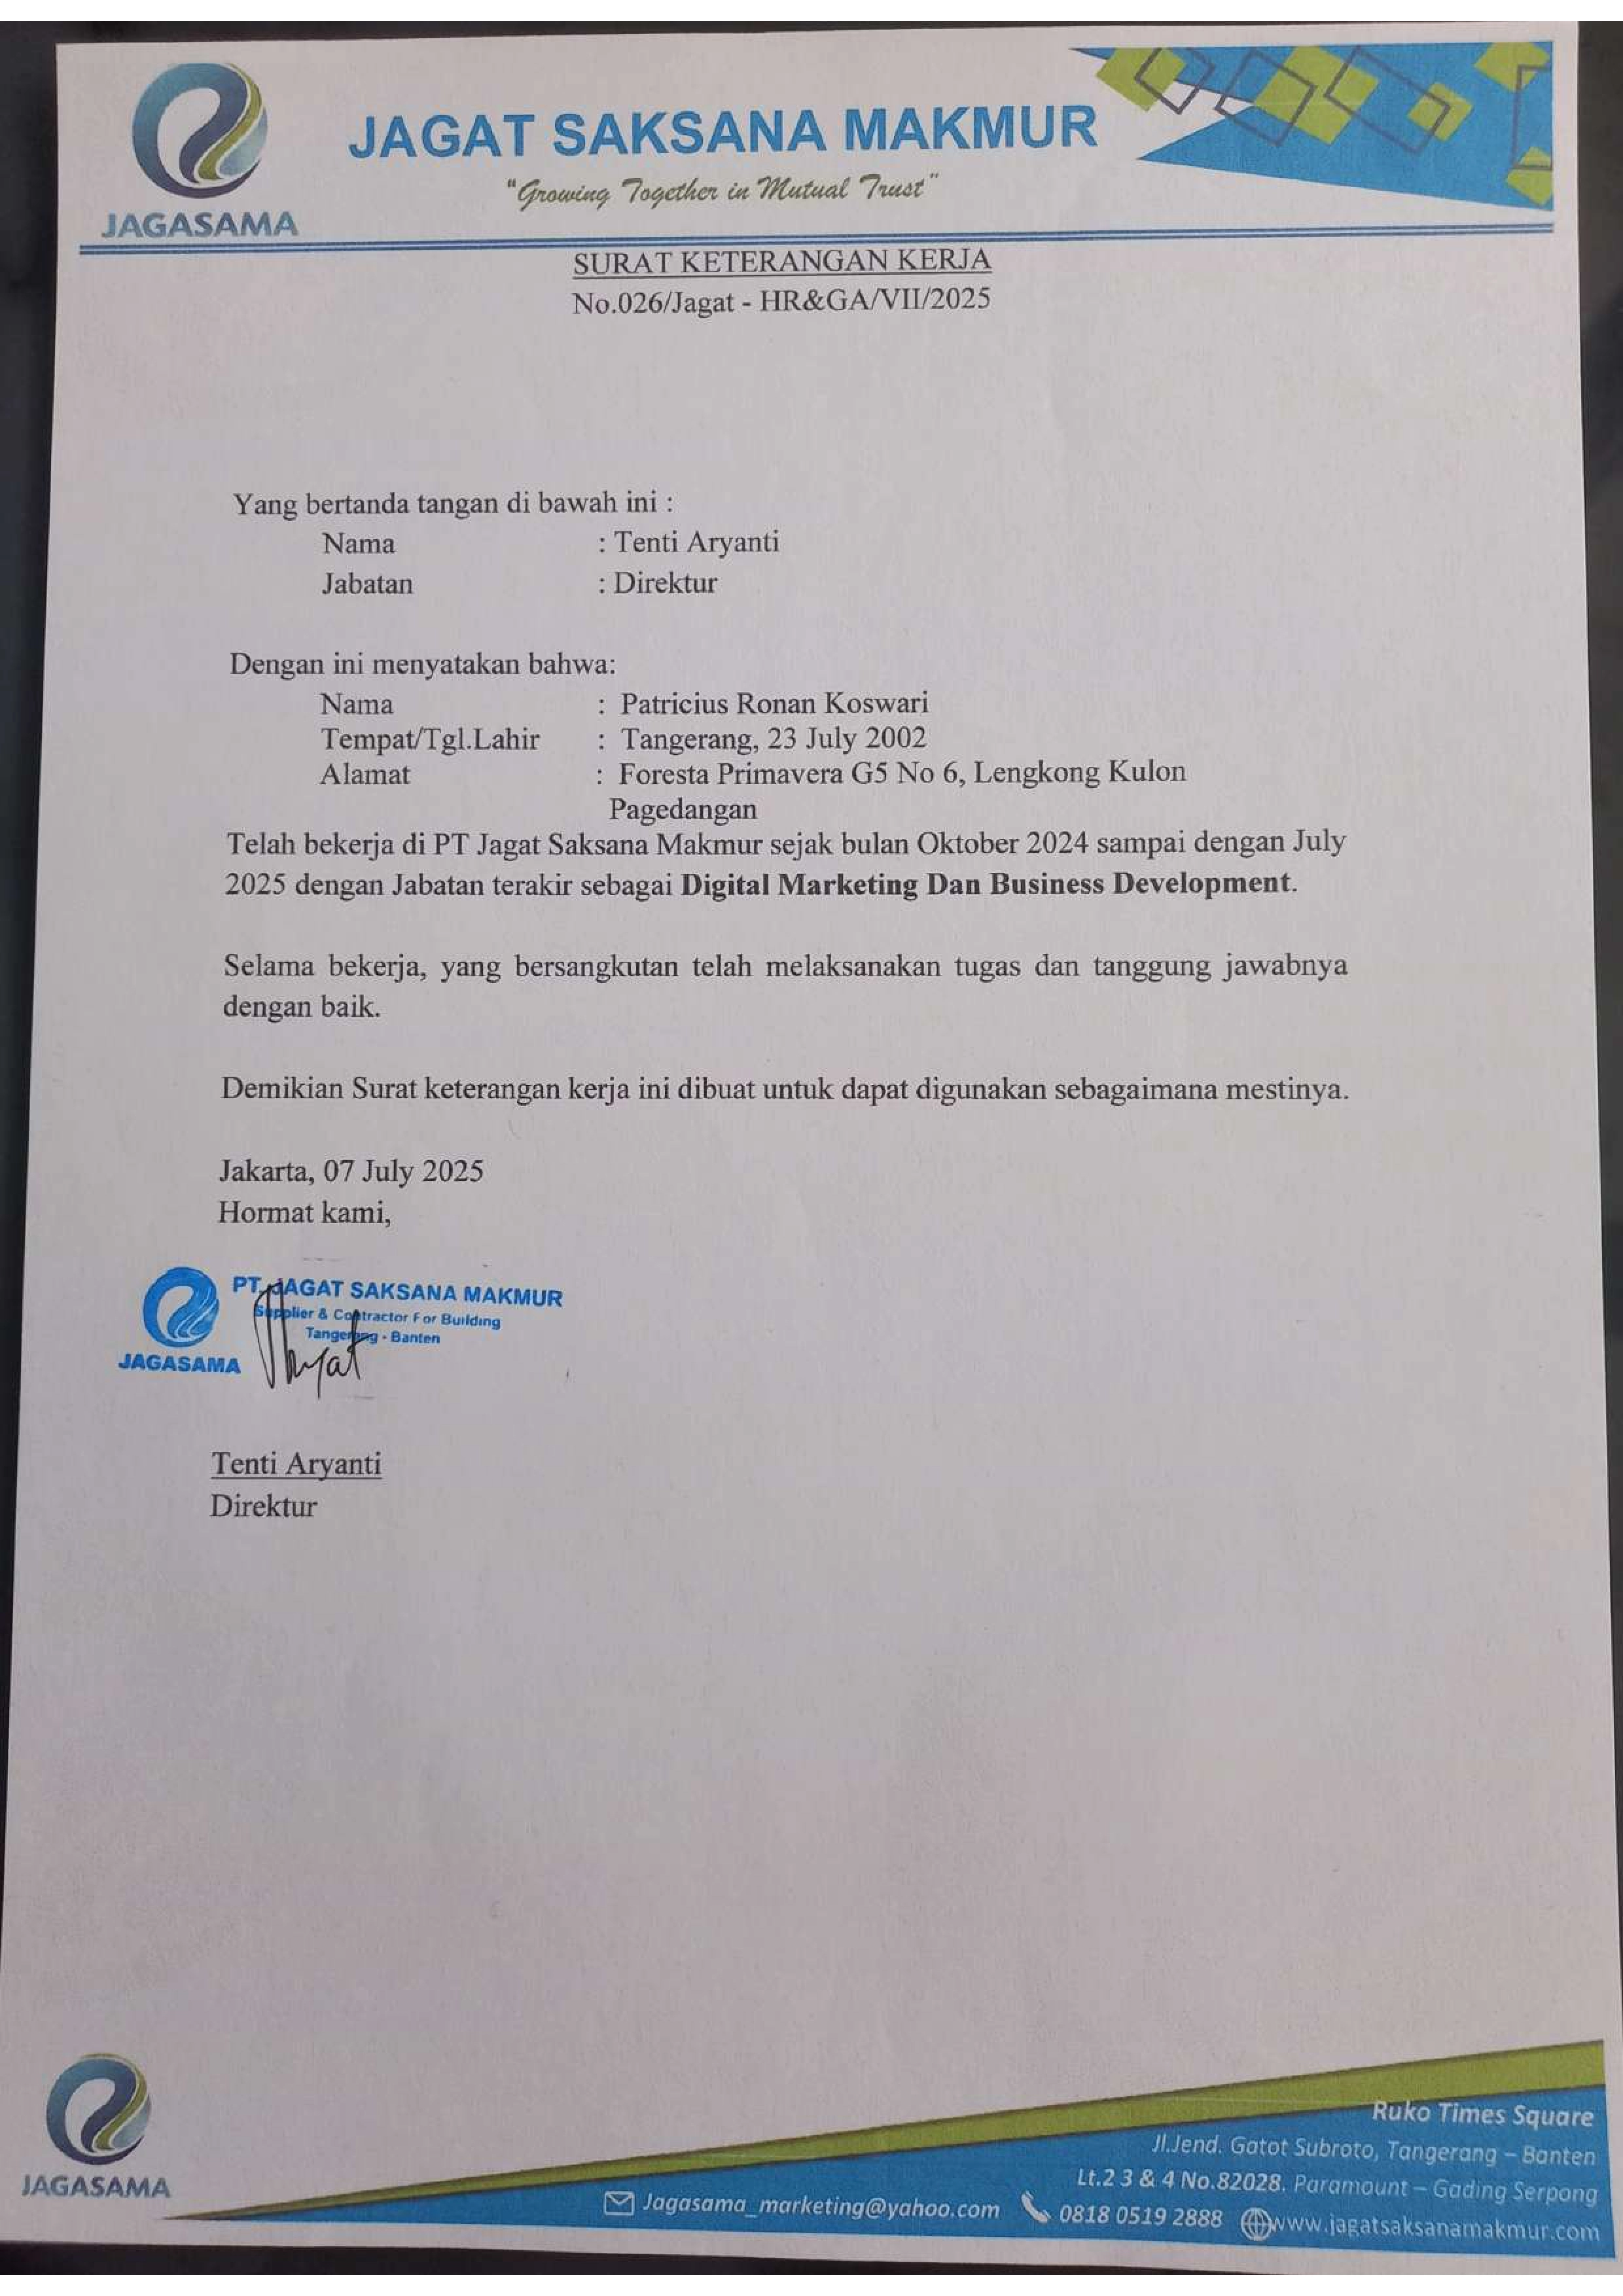 JAGAT SAKSANA MAKMUR
"Growing Together in Mutual Trust"
JAGASAMA
SURAT KETERANGAN KERJA
No.026/Jagat - HR&GA/VII/2025
Yang bertanda tangan di bawah ini :
Nama : Tenti Aryanti
Jabatan : Direktur
Dengan ini menyatakan bahwa:
Nama : Patricius Ronan Koswari
Tempat/Tgl.Lahir : Tangerang, 23 July 2002
Alamat : Foresta Primavera G5 No 6, Lengkong Kulon
Pagedangan
Telah bekerja di PT Jagat Saksana Makmur sejak bulan Oktober 2024 sampai dengan July
2025 dengan Jabatan terakir sebagai Digital Marketing Dan Business Development.
Selama bekerja, yang bersangkutan telah melaksanakan tugas dan tanggung jawabnya
dengan baik.
Demikian Surat keterangan kerja ini dibuat untuk dapat digunakan sebagaimana mestinya.
Jakarta, 07 July 2025
Hormat kami,
PT. JAGAT SAKSANA MAKMUR
Supplier & Contractor For Building
Tangerang - Banten
JAGASAMA
Tenti Aryanti
Direktur
JAGASAMA
Ruko Times Square
Jl.Jend. Gatot Subroto, Tangerang – Banten
Lt.2 3 & 4 No.82028. Paramount – Gading Serpong
Jagasama_marketing@yahoo.com 0818 0519 2888 www.jagatsaksanamakmur.com